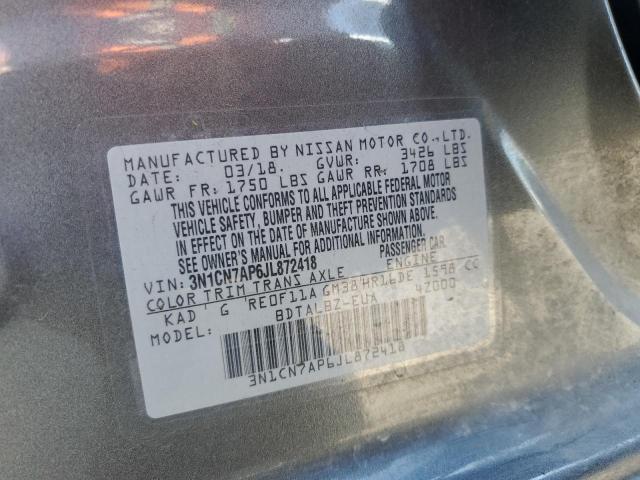 MANUFACTURED BY NISSAN MOTOR CO.,LTD.
DATE: 03/18. GVWR: 3426 LBS
GAWR FR: 1750 LBS GAWR RR: 1708 LBS
THIS VEHICLE CONFORMS TO ALL APPLICABLE FEDERAL MOTOR
VEHICLE SAFETY, BUMPER AND THEFT PREVENTION STANDARDS
IN EFFECT ON THE DATE OF MANUFACTURE SHOWN ABOVE.
SEE OWNER'S MANUAL FOR ADDITIONAL INFORMATION.
VIN: 3N1CN7AP6JL872418 PASSENGER CAR
COLOR TRIM TRANS AXLE ENGINE
KAD G RE0F11A GM38 HR16DE 1598 CC
MODEL: BDTALBZ-EUA 42000
3N1CN7AP6JL872418